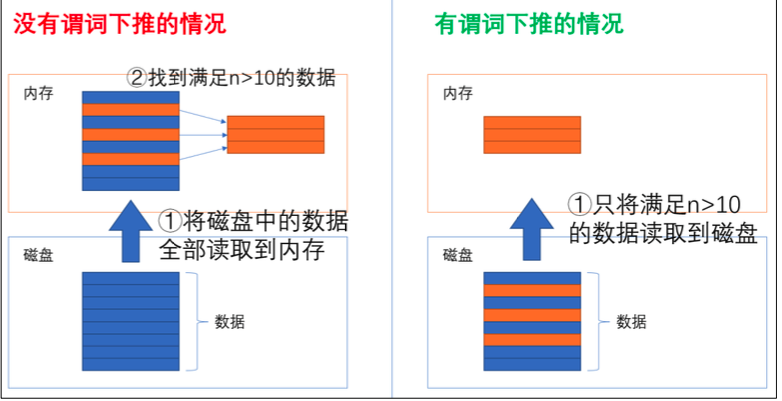 没有谓词下推的情况
②找到满足n>10的数据
内存
①将磁盘中的数据
全部读取到内存
磁盘
数据
有谓词下推的情况
内存
①只将满足n>10
的数据读取到磁盘
磁盘
数据